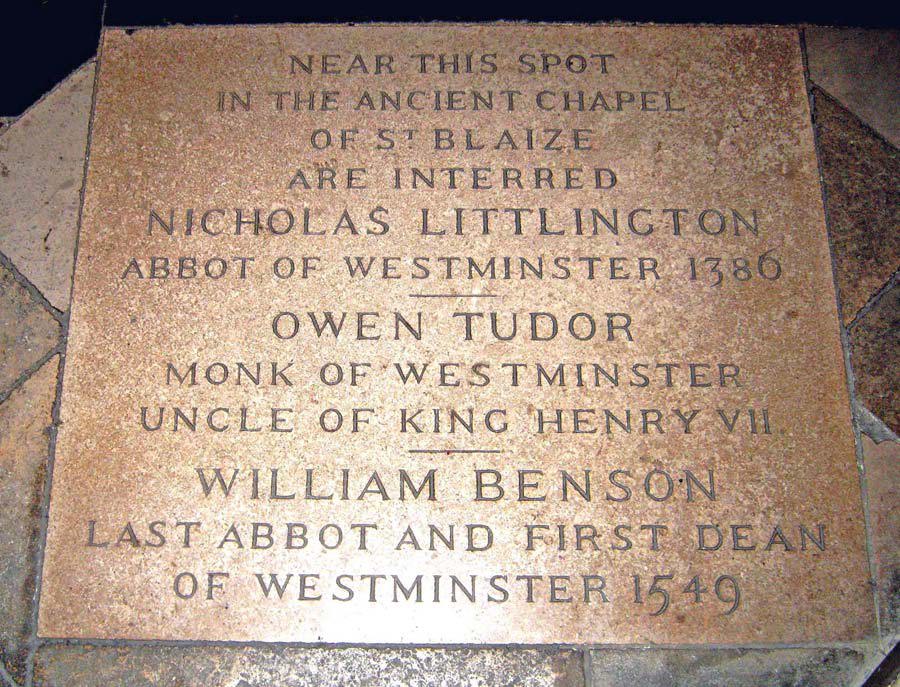 NEAR THIS SPOT
IN THE ANCIENT CHAPEL
OF ST. BLAIZE
ARE INTERRED
NICHOLAS LITTLINGTON
ABBOT OF WESTMINSTER 1386
OWEN TUDOR
MONK OF WESTMINSTER
UNCLE OF KING HENRY VII
WILLIAM BENSON
LAST ABBOT AND FIRST DEAN
OF WESTMINSTER 1549